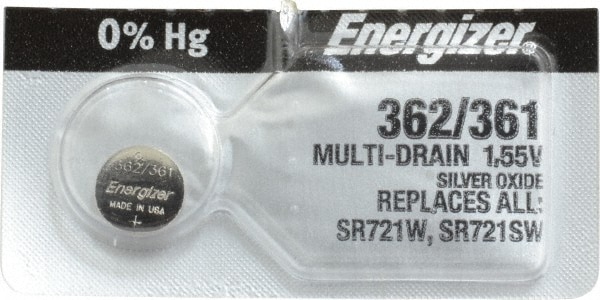 0% Hg
Energizer
362/361
MULTI-DRAIN 1.55V
SILVER OXIDE
REPLACES ALL:
SR721W, SR721SW
362/361
Energizer
MADE IN USA
+